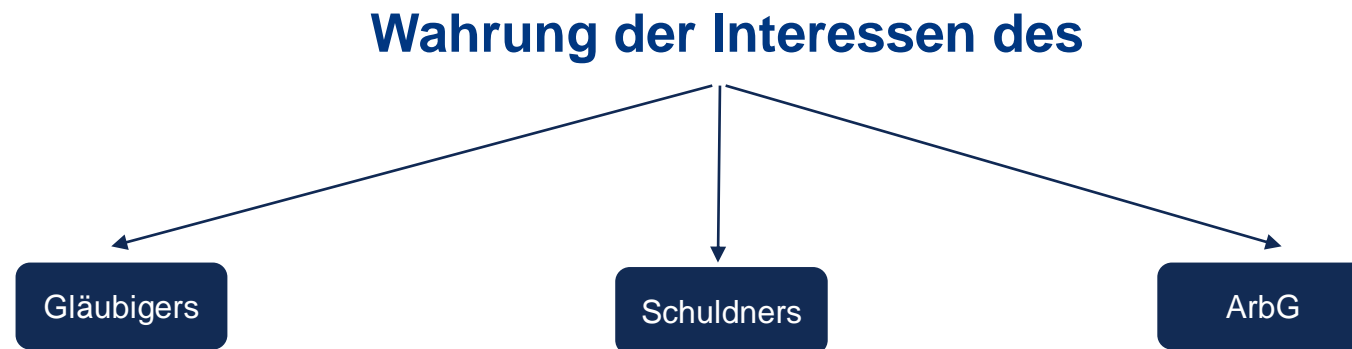 Wahrung der Interessen des
Gläubigers
Schuldners
ArbG